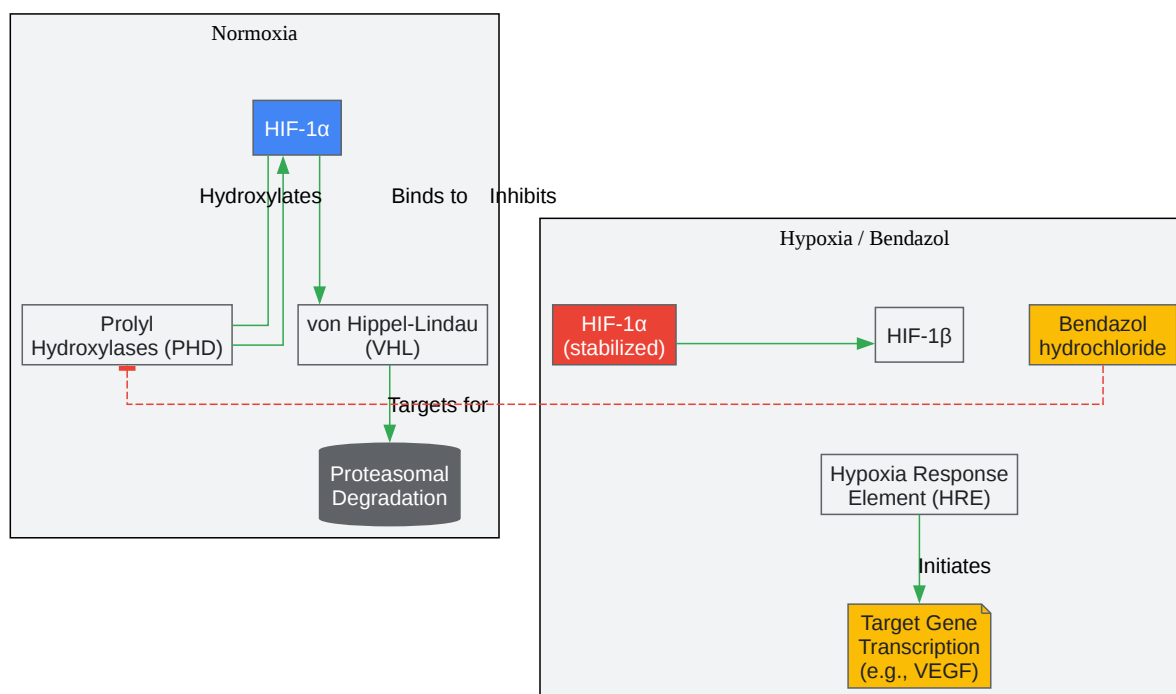 Normoxia
HIF-1α
Hydroxylates
Binds to
Inhibits
Prolyl
Hydroxylases (PHD)
von Hippel-Lindau
(VHL)
Targets for
Proteasomal
Degradation
Hypoxia / Bendazol
HIF-1α
(stabilized)
HIF-1β
Bendazol
hydrochloride
Hypoxia Response
Element (HRE)
Initiates
Target Gene
Transcription
(e.g., VEGF)